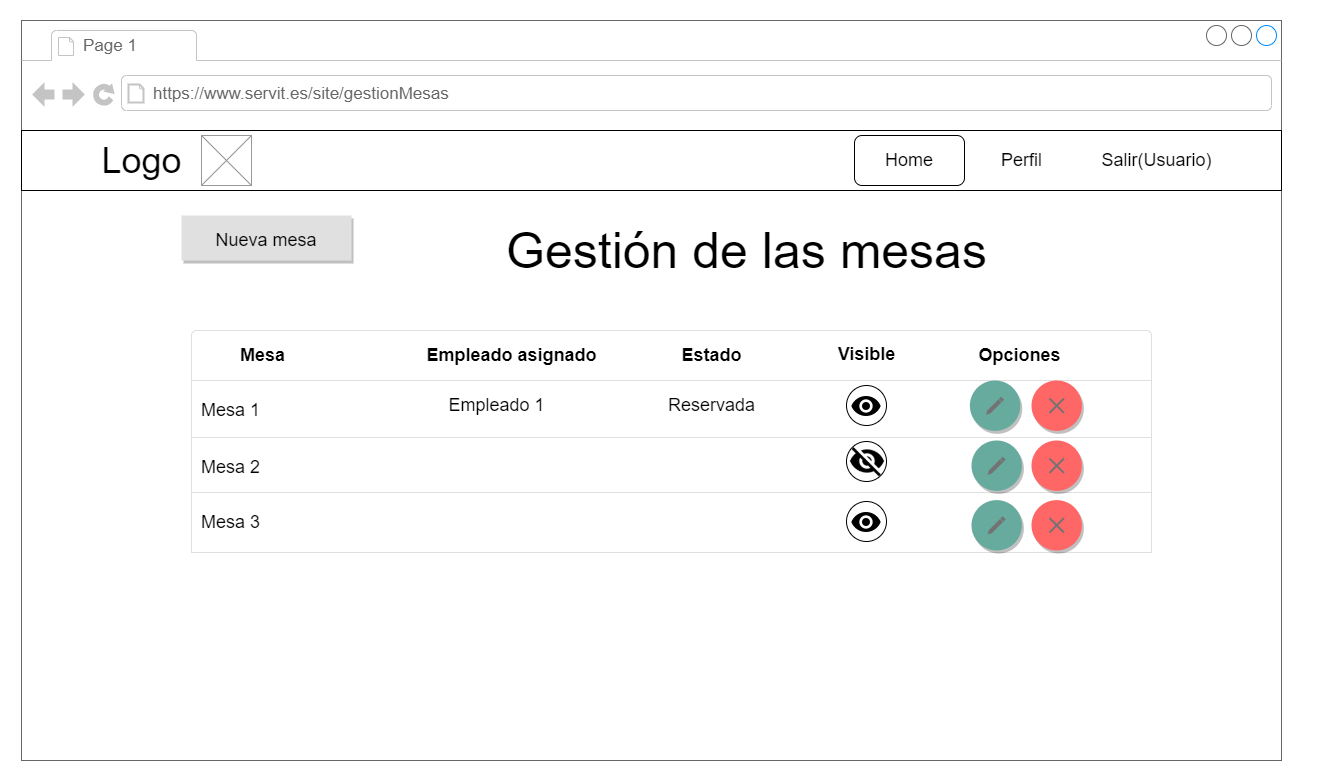 Page 1
https://www.servit.es/site/gestionMesas
Logo Home Perfil Salir(Usuario)
Nueva mesa
Gestión de las mesas
Mesa Empleado asignado Estado Visible Opciones
Mesa 1 Empleado 1 Reservada
Mesa 2
Mesa 3